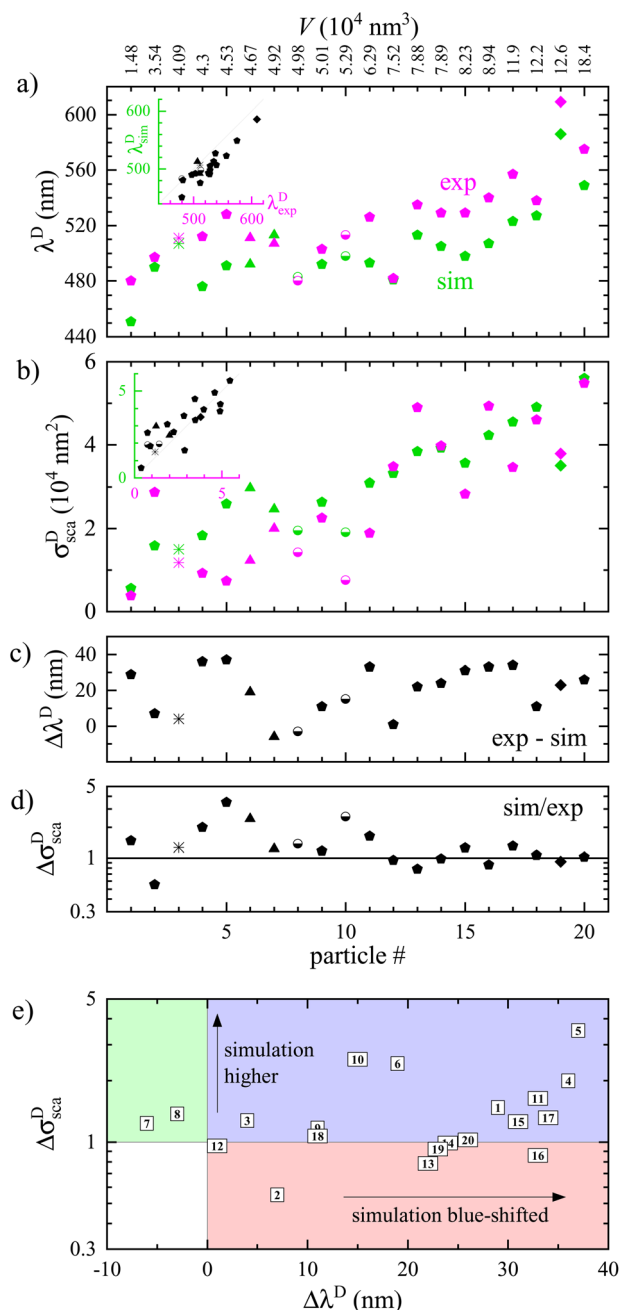 V (10⁴ nm³)
1.48 3.54 4.09 4.3 4.53 4.67 4.92 4.98 5.01 5.29 6.29 7.52 7.88 7.89 8.23 8.94 11.9 12.2 12.6 18.4
a)
600
560
520
480
440
λᴰ (nm)
600
500
λᴰsim
500 600
λᴰexp
exp
sim
b)
6
4
2
0
σᴰsca (10⁴ nm²)
5
0
0 5
c)
40
20
0
Δλᴰ (nm)
exp - sim
d)
5
1
0.3
Δσᴰsca
sim/exp
5 10 15 20
particle #
e)
5
1
0.3
Δσᴰsca
simulation
higher
5
10 6
4
11
1
17
15
8
7
3
9
18
12
14
20
19
13
16
2
simulation blue-shifted
-10 0 10 20 30 40
Δλᴰ (nm)